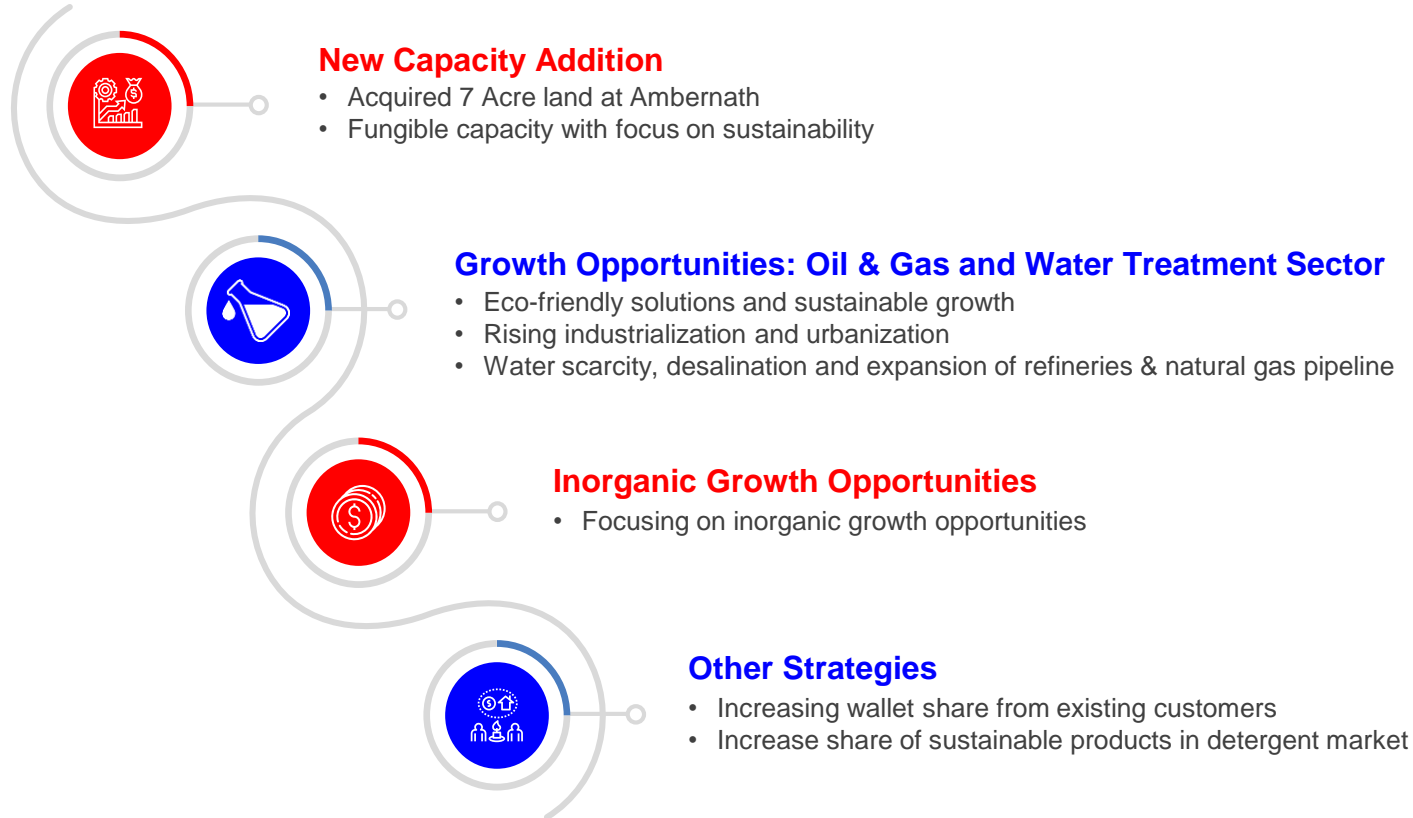 New Capacity Addition
• Acquired 7 Acre land at Ambernath
• Fungible capacity with focus on sustainability
Growth Opportunities: Oil & Gas and Water Treatment Sector
• Eco-friendly solutions and sustainable growth
• Rising industrialization and urbanization
• Water scarcity, desalination and expansion of refineries & natural gas pipeline
Inorganic Growth Opportunities
• Focusing on inorganic growth opportunities
Other Strategies
• Increasing wallet share from existing customers
• Increase share of sustainable products in detergent market